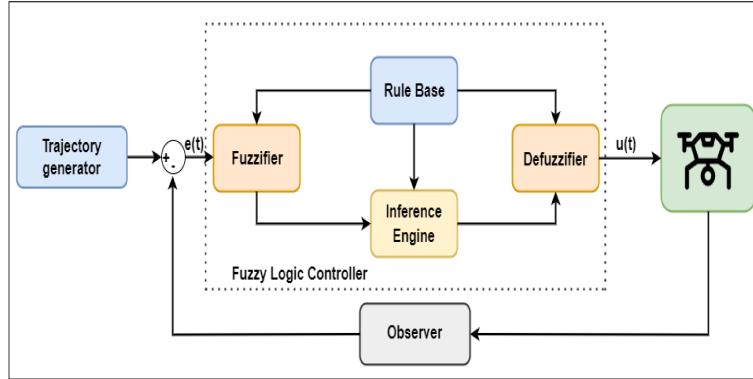 Rule Base
Trajectory
generator
+
-
e(t)
Fuzzifier
Defuzzifier
u(t)
Inference
Engine
Fuzzy Logic Controller
Observer